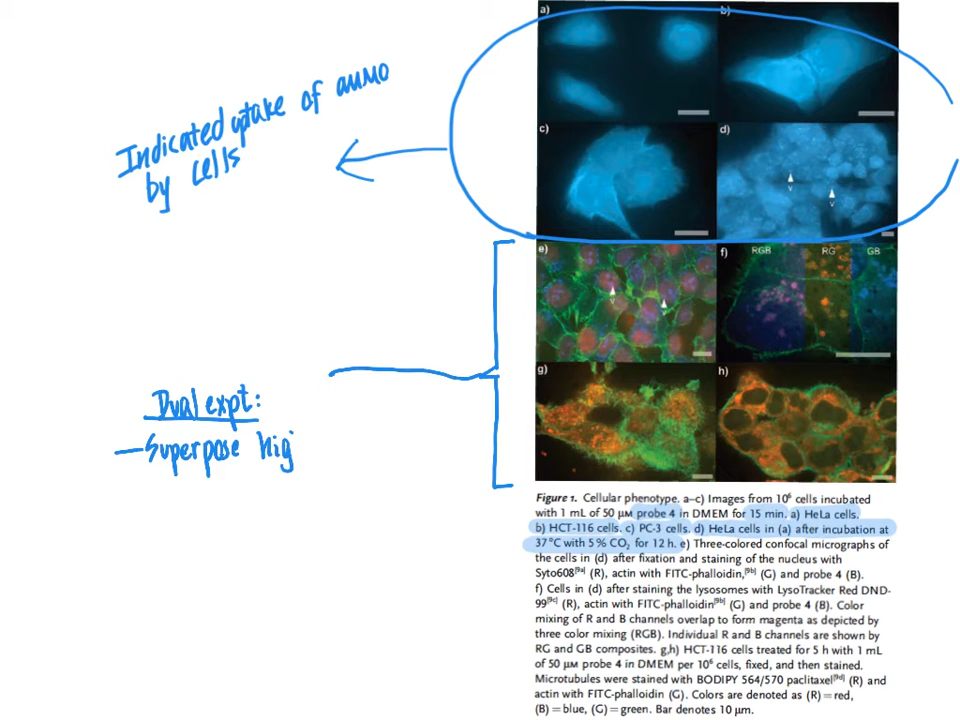 Indicated uptake of ammo
by cells
Dual expt:
— Superpose hig
a)
b)
c)
d)
v
v
e)
v
v
f)
RGB
RG
GB
g)
h)
Figure 1. Cellular phenotype. a–c) Images from 10⁶ cells incubated
with 1 mL of 50 μM probe 4 in DMEM for 15 min. a) HeLa cells.
b) HCT-116 cells. c) PC-3 cells. d) HeLa cells in (a) after incubation at
37 °C with 5 % CO₂ for 12 h. e) Three-colored confocal micrographs of
the cells in (d) after fixation and staining of the nucleus with
Syto608[9a] (R), actin with FITC-phalloidin,[9b] (G) and probe 4 (B).
f) Cells in (d) after staining the lysosomes with LysoTracker Red DND-
99[9c] (R), actin with FITC-phalloidin[9b] (G) and probe 4 (B). Color
mixing of R and B channels overlap to form magenta as depicted by
three color mixing (RGB). Individual R and B channels are shown by
RG and GB composites. g,h) HCT-116 cells treated for 5 h with 1 mL
of 50 μM probe 4 in DMEM per 10⁶ cells, fixed, and then stained.
Microtubules were stained with BODIPY 564/570 paclitaxel[9d] (R) and
actin with FITC-phalloidin (G). Colors are denoted as (R) = red,
(B) = blue, (G) = green. Bar denotes 10 μm.